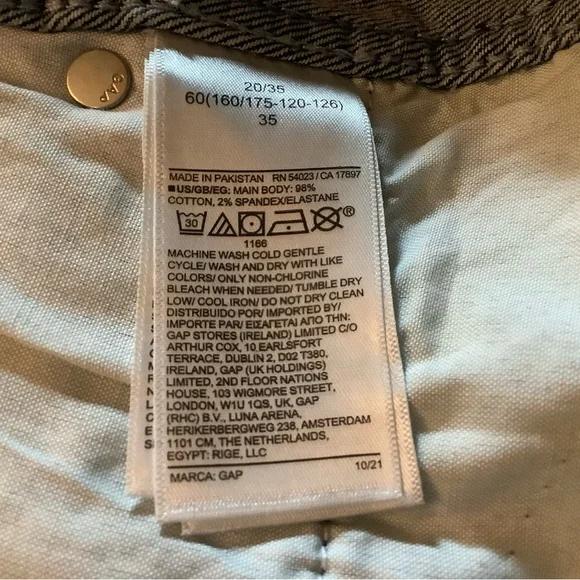 GAP
20/35
60(160/175-120-126)
35
MADE IN PAKISTAN RN 54023 / CA 17897
■US/GB/EG: MAIN BODY: 98%
COTTON, 2% SPANDEX/ELASTANE
30
®
1166
MACHINE WASH COLD GENTLE
CYCLE/ WASH AND DRY WITH LIKE
COLORS/ ONLY NON-CHLORINE
BLEACH WHEN NEEDED/ TUMBLE DRY
LOW/ COOL IRON/ DO NOT DRY CLEAN
DISTRIBUIDO POR/ IMPORTED BY/
IMPORTE PAR/ ΕΙΣΑΓΕΤΑΙ ΑΠΟ ΤΗΝ:
GAP STORES (IRELAND) LIMITED C/O
ARTHUR COX, 10 EARLSFORT
TERRACE, DUBLIN 2, D02 T380,
IRELAND, GAP (UK HOLDINGS)
LIMITED, 2ND FLOOR NATIONS
HOUSE, 103 WIGMORE STREET,
LONDON, W1U 1QS, UK, GAP
(RHC) B.V., LUNA ARENA,
HERIKERBERGWEG 238, AMSTERDAM
1101 CM, THE NETHERLANDS,
EGYPT: RIGE, LLC
MARCA: GAP 10/21